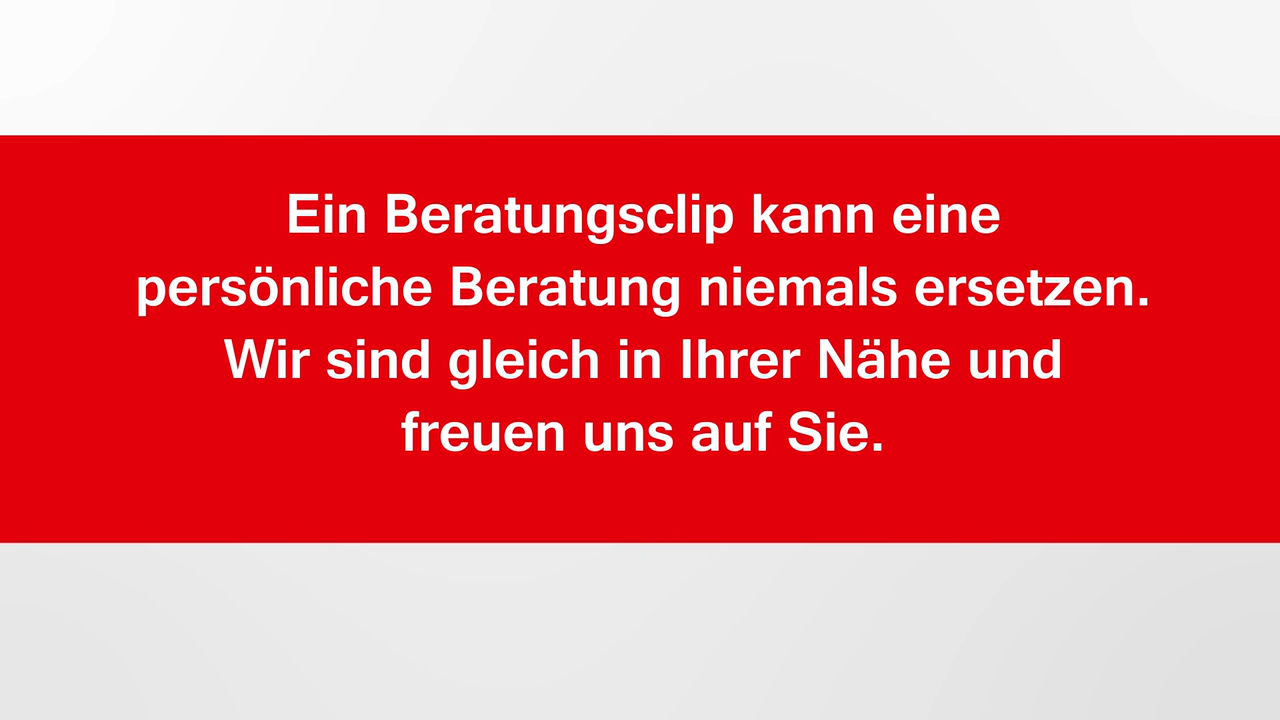 Ein Beratungsclip kann eine
persönliche Beratung niemals ersetzen.
Wir sind gleich in Ihrer Nähe und
freuen uns auf Sie.